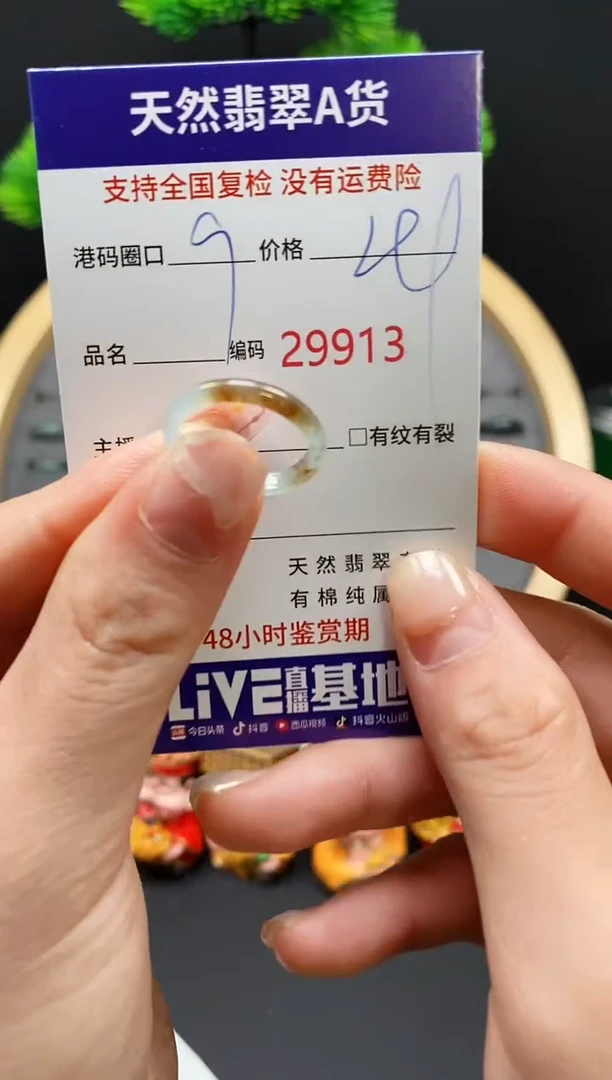 天然翡翠A货
支持全国复检 没有运费险
港码圈口 9 价格
品名 编码 29913
主播 □有纹有裂
天然翡翠
有棉纯属
48小时鉴赏期
LiVE直播基地
今日头条 抖音 西瓜视频 抖音火山版